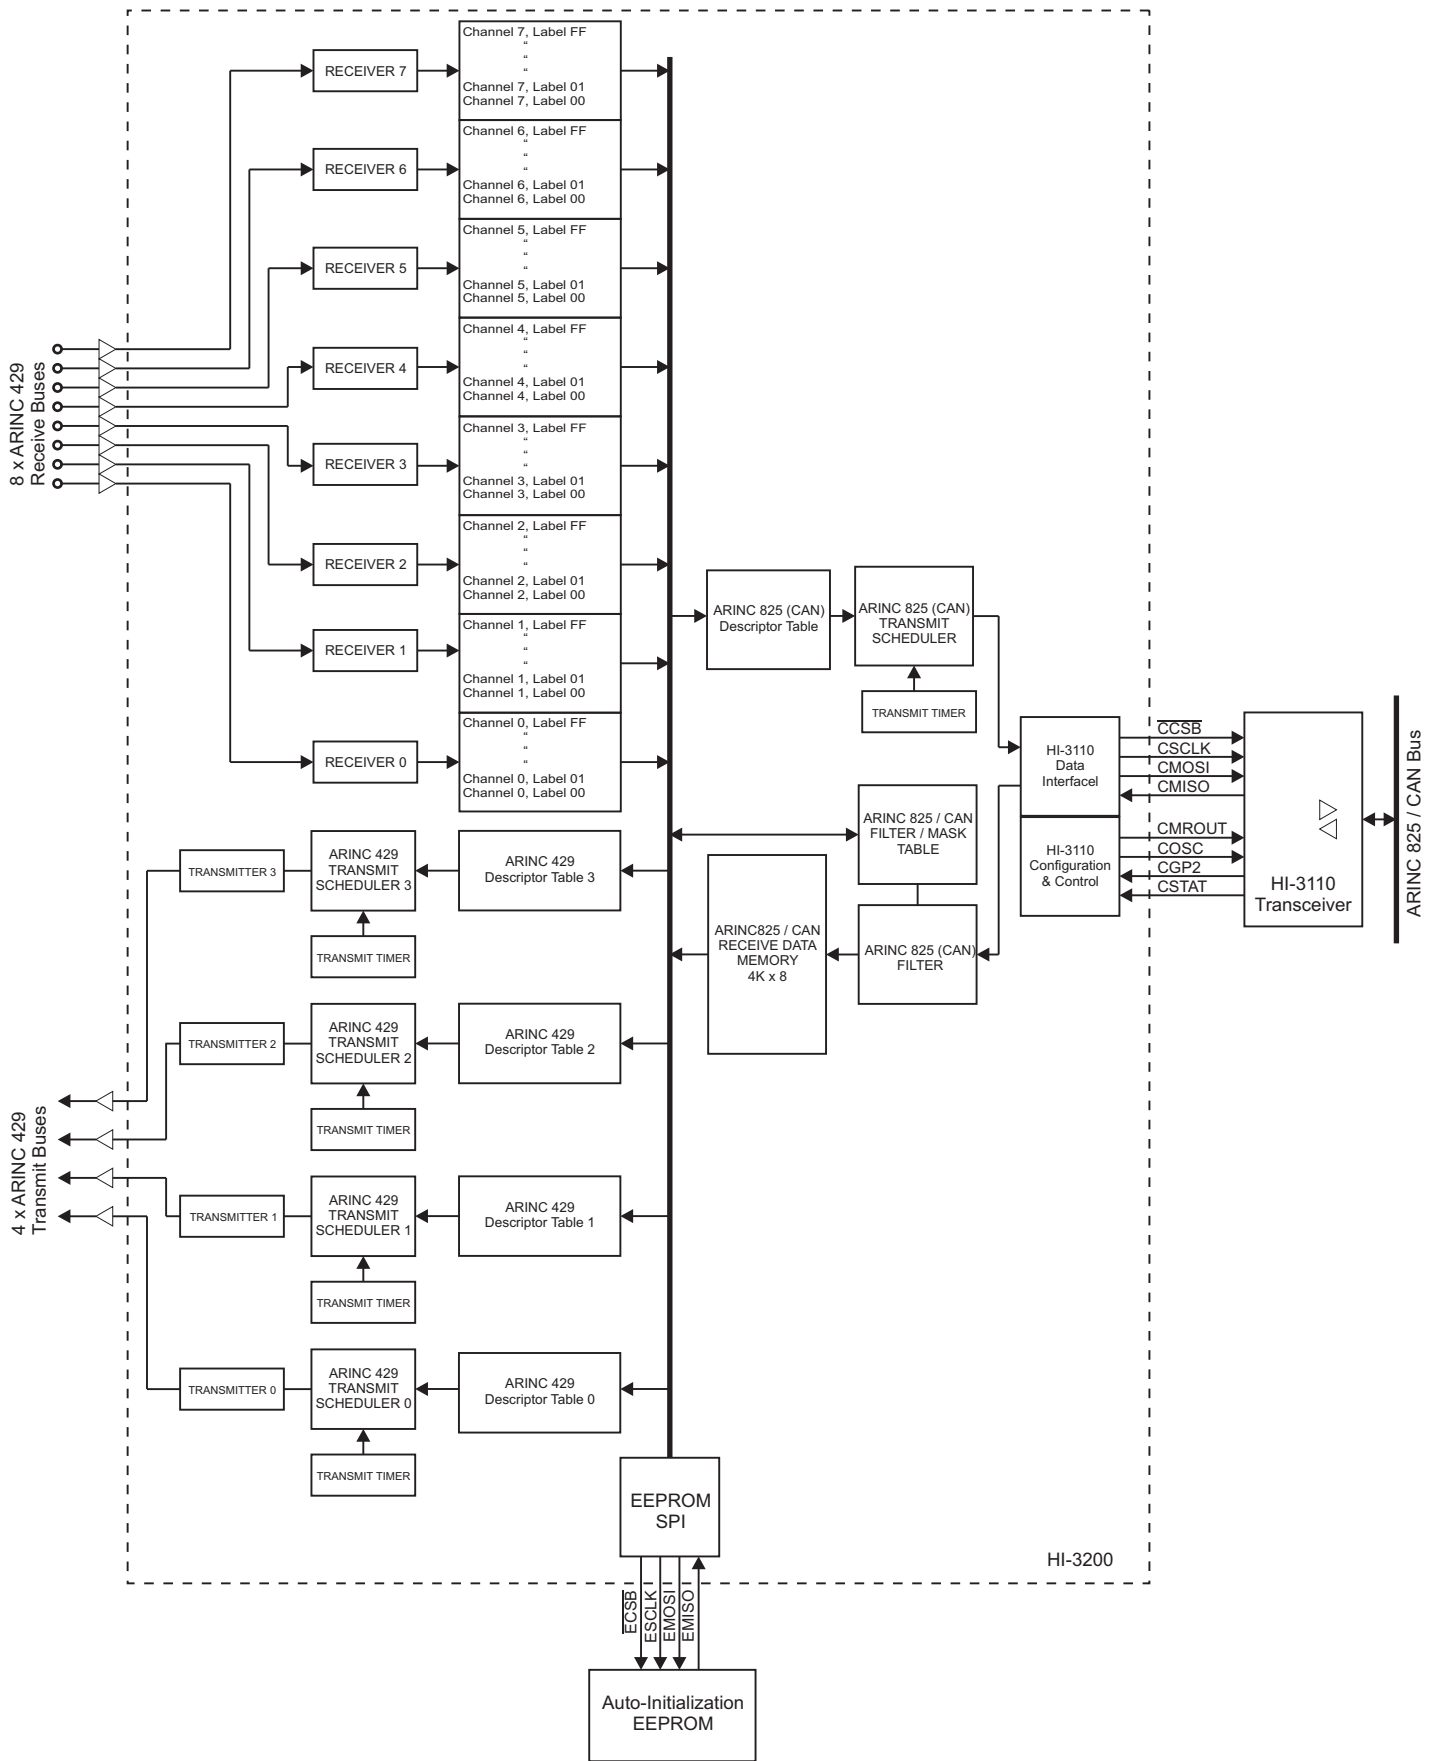 8 x ARINC 429
Receive Buses
RECEIVER 7
Channel 7, Label FF
“
“
“
Channel 7, Label 01
Channel 7, Label 00
RECEIVER 6
Channel 6, Label FF
“
“
“
Channel 6, Label 01
Channel 6, Label 00
RECEIVER 5
Channel 5, Label FF
“
“
“
Channel 5, Label 01
Channel 5, Label 00
RECEIVER 4
Channel 4, Label FF
“
“
“
Channel 4, Label 01
Channel 4, Label 00
RECEIVER 3
Channel 3, Label FF
“
“
“
Channel 3, Label 01
Channel 3, Label 00
RECEIVER 2
Channel 2, Label FF
“
“
“
Channel 2, Label 01
Channel 2, Label 00
RECEIVER 1
Channel 1, Label FF
“
“
“
Channel 1, Label 01
Channel 1, Label 00
RECEIVER 0
Channel 0, Label FF
“
“
“
Channel 0, Label 01
Channel 0, Label 00
ARINC 825 (CAN)
Descriptor Table
ARINC 825 (CAN)
TRANSMIT
SCHEDULER
TRANSMIT TIMER
HI-3110
Data
Interfacel
HI-3110
Configuration
& Control
CCSB
CSCLK
CMOSI
CMISO
CMROUT
COSC
CGP2
CSTAT
HI-3110
Transceiver
ARINC 825 / CAN Bus
ARINC 825 / CAN
FILTER / MASK
TABLE
ARINC825 / CAN
RECEIVE DATA
MEMORY
4K x 8
ARINC 825 (CAN)
FILTER
4 x ARINC 429
Transmit Buses
TRANSMITTER 3
ARINC 429
TRANSMIT
SCHEDULER 3
TRANSMIT TIMER
ARINC 429
Descriptor Table 3
TRANSMITTER 2
ARINC 429
TRANSMIT
SCHEDULER 2
TRANSMIT TIMER
ARINC 429
Descriptor Table 2
TRANSMITTER 1
ARINC 429
TRANSMIT
SCHEDULER 1
TRANSMIT TIMER
ARINC 429
Descriptor Table 1
TRANSMITTER 0
ARINC 429
TRANSMIT
SCHEDULER 0
TRANSMIT TIMER
ARINC 429
Descriptor Table 0
EEPROM
SPI
HI-3200
ECSB
ESCLK
EMOSI
EMISO
Auto-Initialization
EEPROM